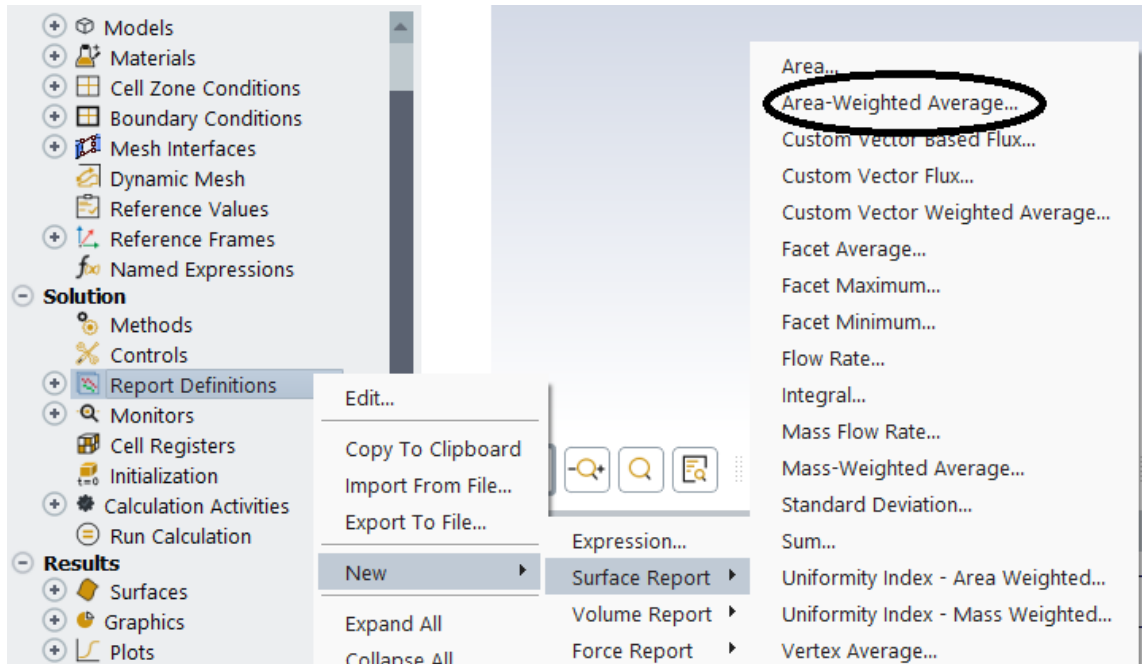 Models
Materials
Cell Zone Conditions
Boundary Conditions
Mesh Interfaces
Dynamic Mesh
Reference Values
Reference Frames
Named Expressions
Solution
Methods
Controls
Report Definitions
Monitors
Cell Registers
Initialization
Calculation Activities
Run Calculation
Results
Surfaces
Graphics
Plots
Edit...
Copy To Clipboard
Import From File...
Export To File...
New
Expand All
Collapse All
Expression...
Surface Report
Volume Report
Force Report
Area...
Area-Weighted Average...
Custom Vector Based Flux...
Custom Vector Flux...
Custom Vector Weighted Average...
Facet Average...
Facet Maximum...
Facet Minimum...
Flow Rate...
Integral...
Mass Flow Rate...
Mass-Weighted Average...
Standard Deviation...
Sum...
Uniformity Index - Area Weighted...
Uniformity Index - Mass Weighted...
Vertex Average...